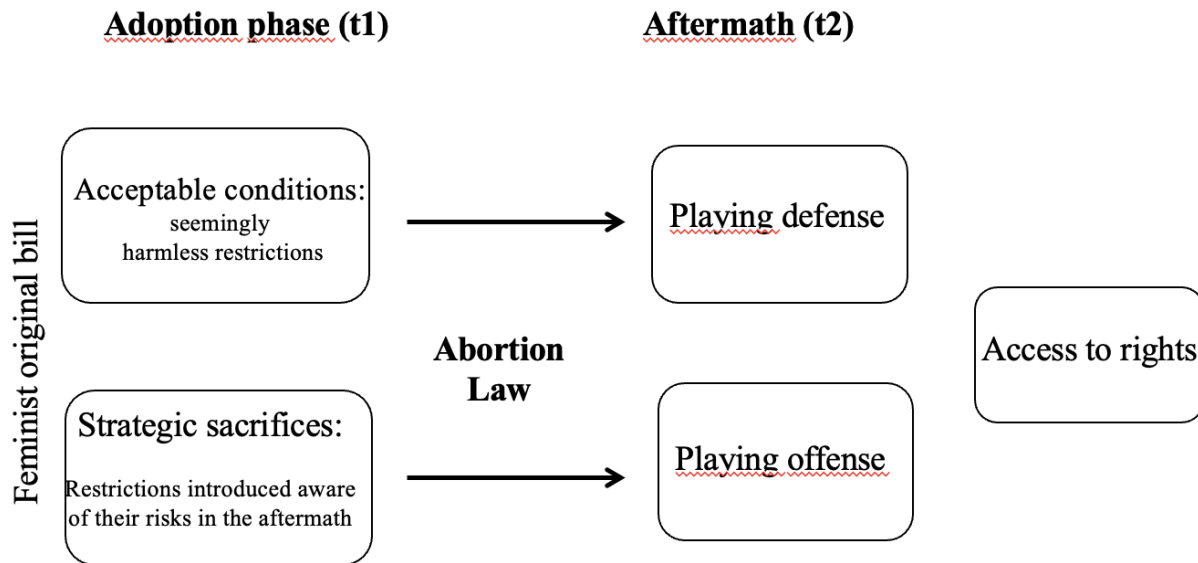 Adoption phase (t1)
Aftermath (t2)
Feminist original bill
Acceptable conditions:
seemingly
harmless restrictions
Playing defense
Abortion
Law
Strategic sacrifices:
Restrictions introduced aware
of their risks in the aftermath
Playing offense
Access to rights